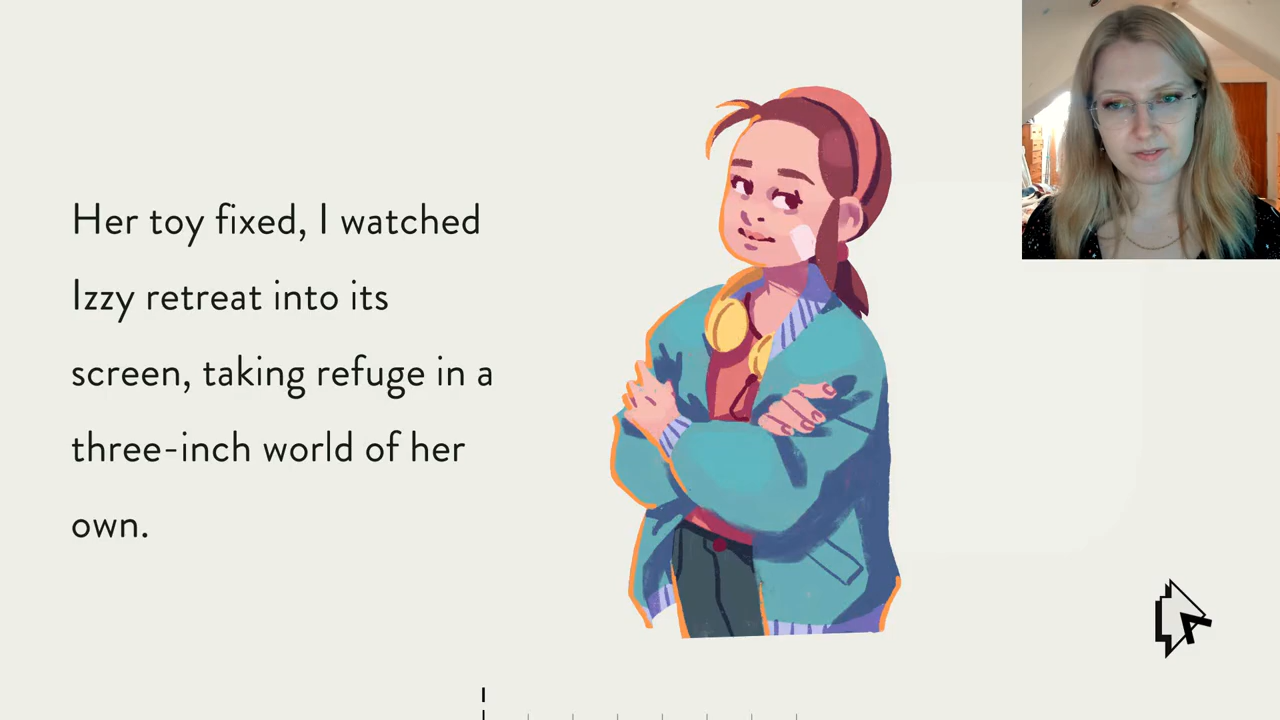 Her toy fixed, I watched
Izzy retreat into its
screen, taking refuge in a
three-inch world of her
own.